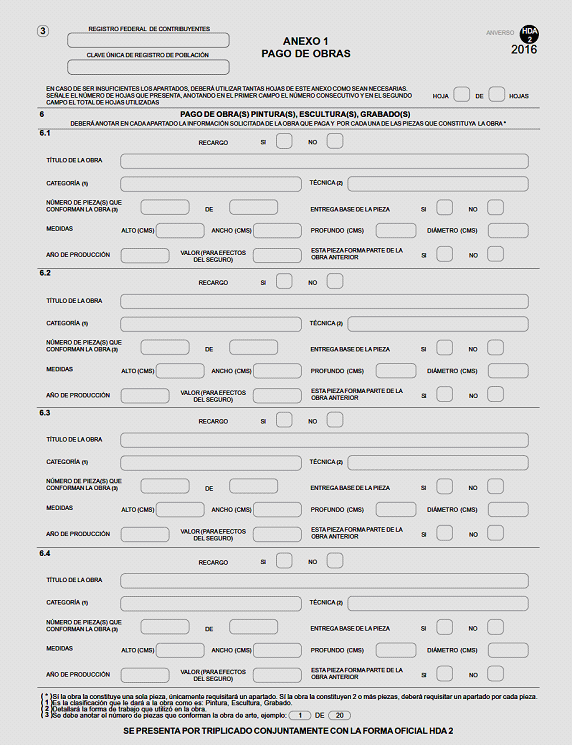 3
REGISTRO FEDERAL DE CONTRIBUYENTES
CLAVE ÚNICA DE REGISTRO DE POBLACIÓN
ANEXO 1
PAGO DE OBRAS
ANVERSO
HDA
2
2016
EN CASO DE SER INSUFICIENTES LOS APARTADOS, DEBERÁ UTILIZAR TANTAS HOJAS DE ESTE ANEXO COMO SEAN NECESARIAS.
SEÑALE EL NÚMERO DE HOJAS QUE PRESENTA, ANOTANDO EN EL PRIMER CAMPO EL NÚMERO CONSECUTIVO Y EN EL SEGUNDO
CAMPO EL TOTAL DE HOJAS UTILIZADAS
HOJA DE HOJAS
6 PAGO DE OBRA(S) PINTURA(S), ESCULTURA(S), GRABADO(S)
DEBERÁ ANOTAR EN CADA APARTADO LA INFORMACIÓN SOLICITADA DE LA OBRA QUE PAGA Y POR CADA UNA DE LAS PIEZAS QUE CONSTITUYA LA OBRA *
6.1
RECARGO SI NO
TÍTULO DE LA OBRA
CATEGORÍA (1) TÉCNICA (2)
NÚMERO DE PIEZA(S) QUE
CONFORMAN LA OBRA (3) DE ENTREGA BASE DE LA PIEZA SI NO
MEDIDAS ALTO (CMS) ANCHO (CMS) PROFUNDO (CMS) DIÁMETRO (CMS)
AÑO DE PRODUCCIÓN VALOR (PARA EFECTOS
DEL SEGURO) ESTA PIEZA FORMA PARTE DE LA
OBRA ANTERIOR SI NO
6.2
RECARGO SI NO
TÍTULO DE LA OBRA
CATEGORÍA (1) TÉCNICA (2)
NÚMERO DE PIEZA(S) QUE
CONFORMAN LA OBRA (3) DE ENTREGA BASE DE LA PIEZA SI NO
MEDIDAS ALTO (CMS) ANCHO (CMS) PROFUNDO (CMS) DIÁMETRO (CMS)
AÑO DE PRODUCCIÓN VALOR (PARA EFECTOS
DEL SEGURO) ESTA PIEZA FORMA PARTE DE LA
OBRA ANTERIOR SI NO
6.3
RECARGO SI NO
TÍTULO DE LA OBRA
CATEGORÍA (1) TÉCNICA (2)
NÚMERO DE PIEZA(S) QUE
CONFORMAN LA OBRA (3) DE ENTREGA BASE DE LA PIEZA SI NO
MEDIDAS ALTO (CMS) ANCHO (CMS) PROFUNDO (CMS) DIÁMETRO (CMS)
AÑO DE PRODUCCIÓN VALOR (PARA EFECTOS
DEL SEGURO) ESTA PIEZA FORMA PARTE DE LA
OBRA ANTERIOR SI NO
6.4
RECARGO SI NO
TÍTULO DE LA OBRA
CATEGORÍA (1) TÉCNICA (2)
NÚMERO DE PIEZA(S) QUE
CONFORMAN LA OBRA (3) DE ENTREGA BASE DE LA PIEZA SI NO
MEDIDAS ALTO (CMS) ANCHO (CMS) PROFUNDO (CMS) DIÁMETRO (CMS)
AÑO DE PRODUCCIÓN VALOR (PARA EFECTOS
DEL SEGURO) ESTA PIEZA FORMA PARTE DE LA
OBRA ANTERIOR SI NO
( * )Si la obra la constituye una sola pieza, únicamente requisitará un apartado. Si la obra la constituyen 2 o más piezas, deberá requisitar un apartado por cada pieza.
( 1 ) Es la clasificación que le dará a la obra como es: Pintura, Escultura, Grabado.
( 2 ) Detallará la forma de trabajo que utilizó en la obra.
( 3 ) Se debe anotar el número de piezas que conforman la obra de arte, ejemplo: 1 DE 20
SE PRESENTA POR TRIPLICADO CONJUNTAMENTE CON LA FORMA OFICIAL HDA 2